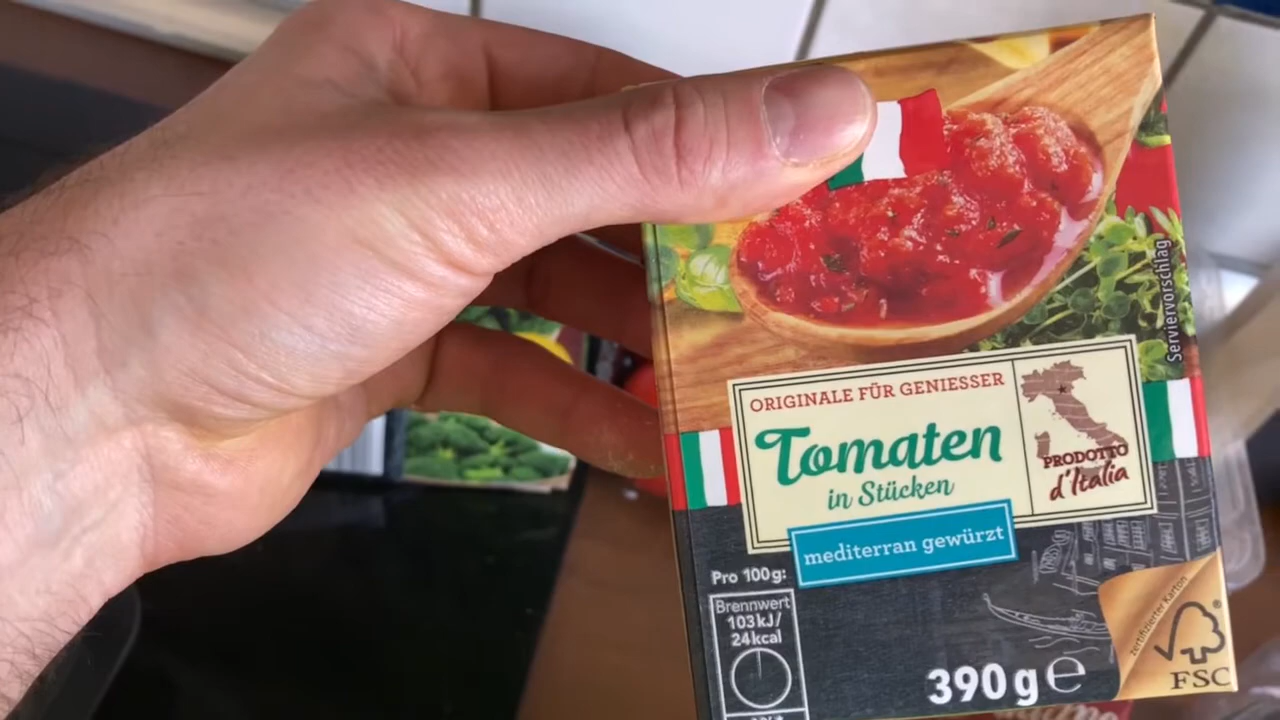 Serviervorschlag
ORIGINALE FÜR GENIESSER
Tomaten
in Stücken
mediterran gewürzt
PRODOTTO
d'Italia
Pro 100g:
Brennwert
103kJ/
24kcal
390g e
zertifizierter Karton
FSC®